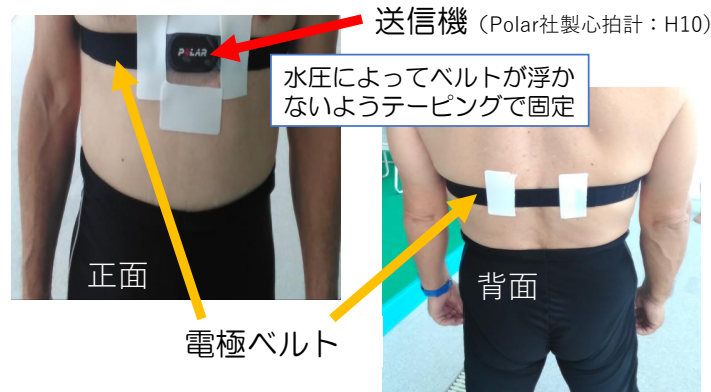 送信機（Polar社製心拍計：H10）
POLAR
水圧によってベルトが浮か
ないようテーピングで固定
正面
背面
電極ベルト